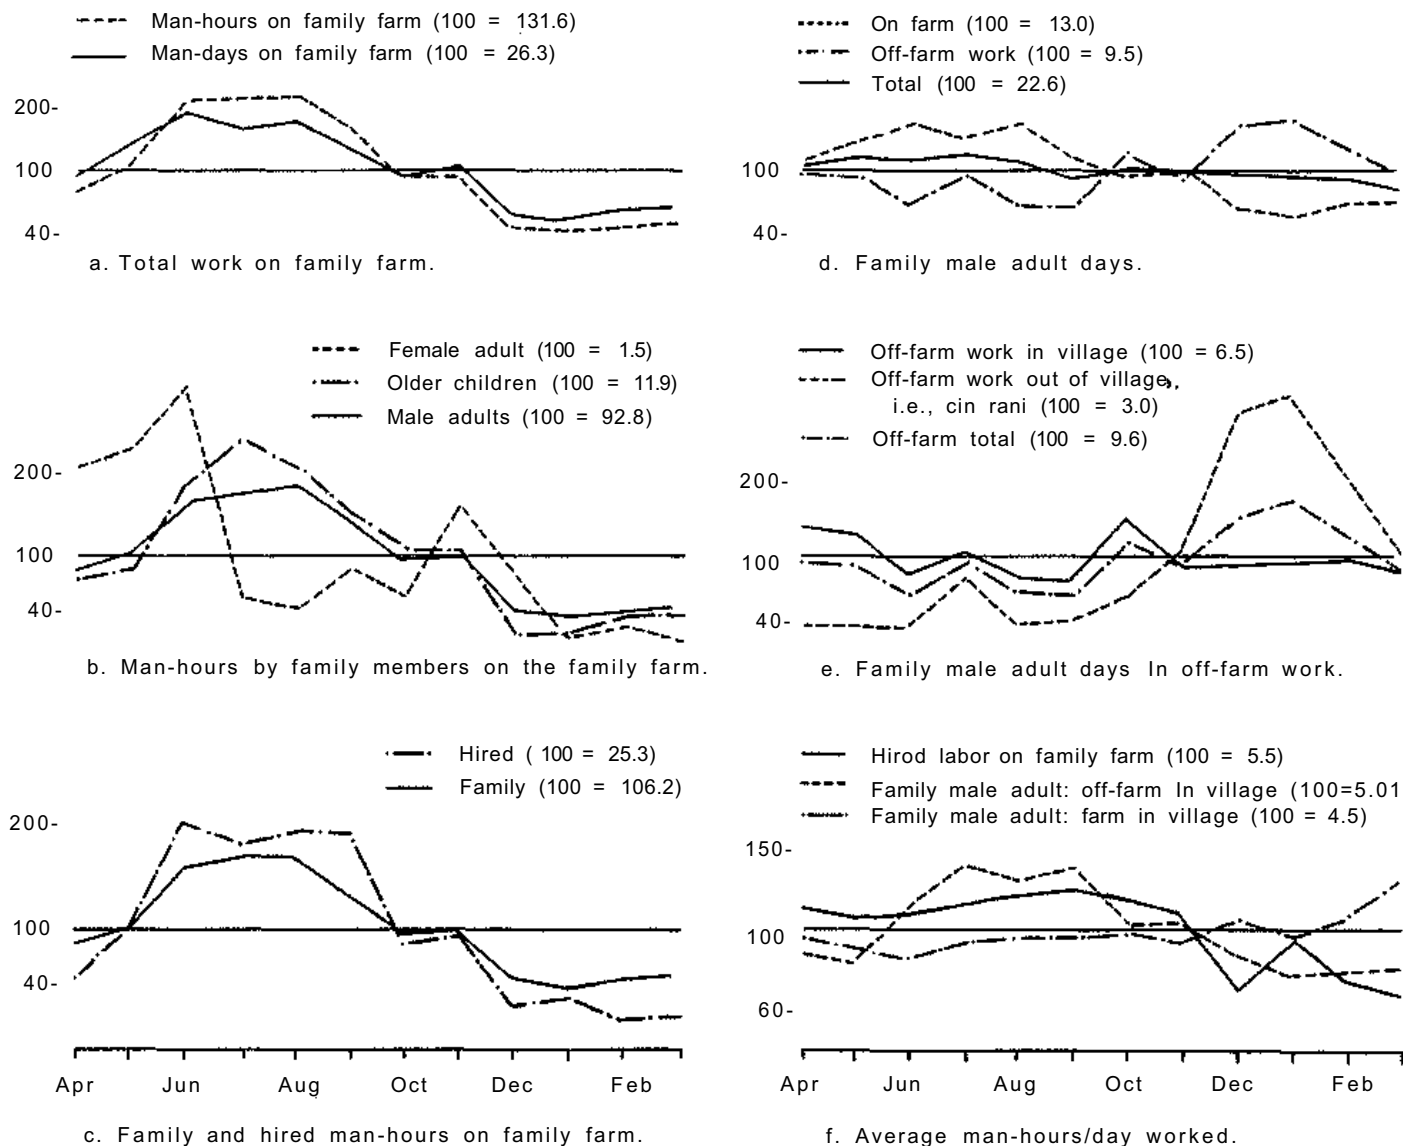 Man-hours on family farm (100 = 131.6)
Man-days on family farm (100 = 26.3)
200-
100
40-
a. Total work on family farm.
Female adult (100 = 1.5)
Older children (100 = 11.9)
Male adults (100 = 92.8)
200-
100
40-
b. Man-hours by family members on the family farm.
Hired ( 100 = 25.3)
Family (100 = 106.2)
200-
100
40-
Apr Jun Aug Oct Dec Feb
c. Family and hired man-hours on family farm.
On farm (100 = 13.0)
Off-farm work (100 = 9.5)
Total (100 = 22.6)
100
40-
d. Family male adult days.
Off-farm work in village (100 = 6.5)
Off-farm work out of village,
i.e., cin rani (100 = 3.0)
Off-farm total (100 = 9.6)
200-
100
40-
e. Family male adult days In off-farm work.
Hirod labor on family farm (100 = 5.5)
Family male adult: off-farm In village (100=5.01
Family male adult: farm in village (100 = 4.5)
150-
100
60-
Apr Jun Aug Oct Dec Feb
f. Average man-hours/day worked.